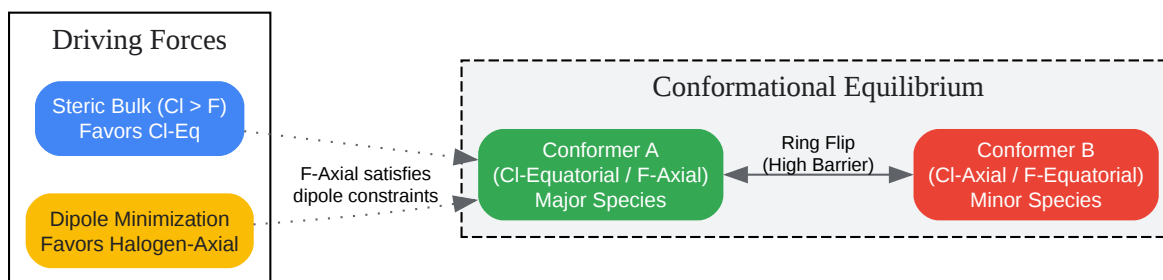 Driving Forces
Steric Bulk (Cl > F)
Favors Cl-Eq
Dipole Minimization
Favors Halogen-Axial
F-Axial satisfies
dipole constraints
Conformational Equilibrium
Conformer A
(Cl-Equatorial / F-Axial)
Major Species
Ring Flip
(High Barrier)
Conformer B
(Cl-Axial / F-Equatorial)
Minor Species